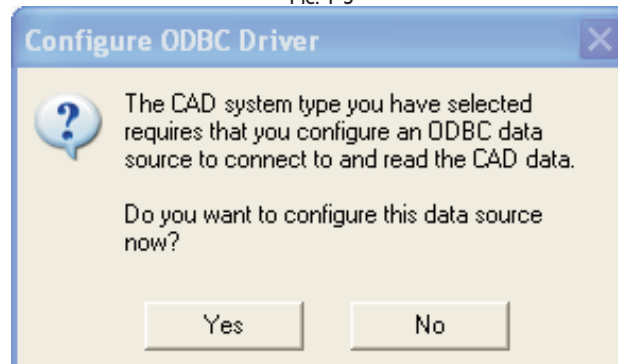 Configure ODBC Driver
The CAD system type you have selected
requires that you configure an ODBC data
source to connect to and read the CAD data.
Do you want to configure this data source
now?
Yes No